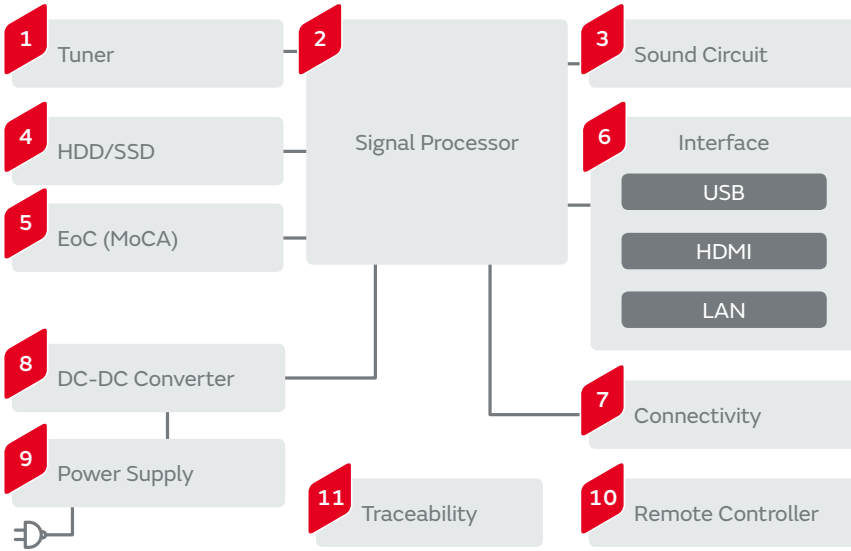 1
Tuner
2
Signal Processor
3
Sound Circuit
4
HDD/SSD
5
EoC (MoCA)
6
Interface
USB
HDMI
LAN
7
Connectivity
8
DC-DC Converter
9
Power Supply
11
Traceability
10
Remote Controller